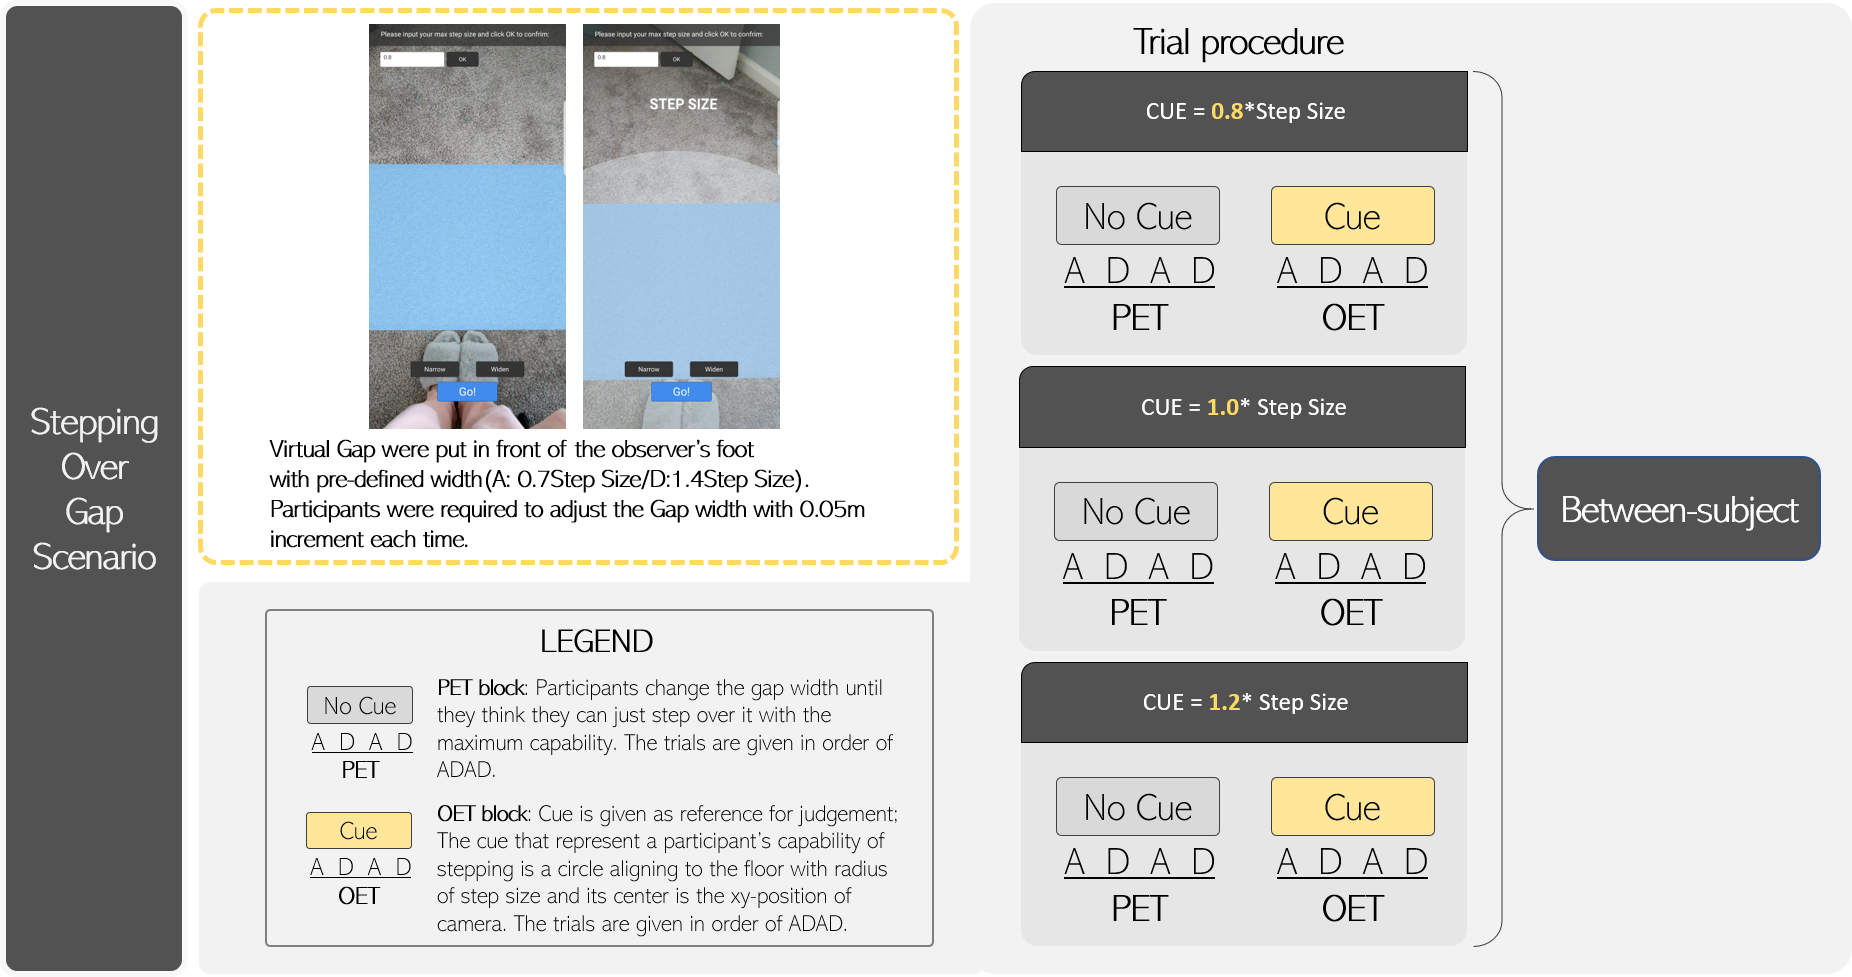 Stepping
Over
Gap
Scenario
Please input your max step size and click OK to confrim:
0.8
OK
Narrow
Widen
Go!
Please input your max step size and click OK to confrim:
0.8
OK
STEP SIZE
Narrow
Widen
Go!
Virtual Gap were put in front of the observer's foot
with pre-defined width(A: 0.7Step Size/D:1.4Step Size).
Participants were required to adjust the Gap width with 0.05m
increment each time.
LEGEND
No Cue
A D A D
PET
PET block: Participants change the gap width until
they think they can just step over it with the
maximum capability. The trials are given in order of
ADAD.
Cue
A D A D
OET
OET block: Cue is given as reference for judgement;
The cue that represent a participant's capability of
stepping is a circle aligning to the floor with radius
of step size and its center is the xy-position of
camera. The trials are given in order of ADAD.
Trial procedure
CUE = 0.8*Step Size
No Cue
Cue
A D A D
A D A D
PET
OET
CUE = 1.0* Step Size
No Cue
Cue
A D A D
A D A D
PET
OET
CUE = 1.2* Step Size
No Cue
Cue
A D A D
A D A D
PET
OET
Between-subject